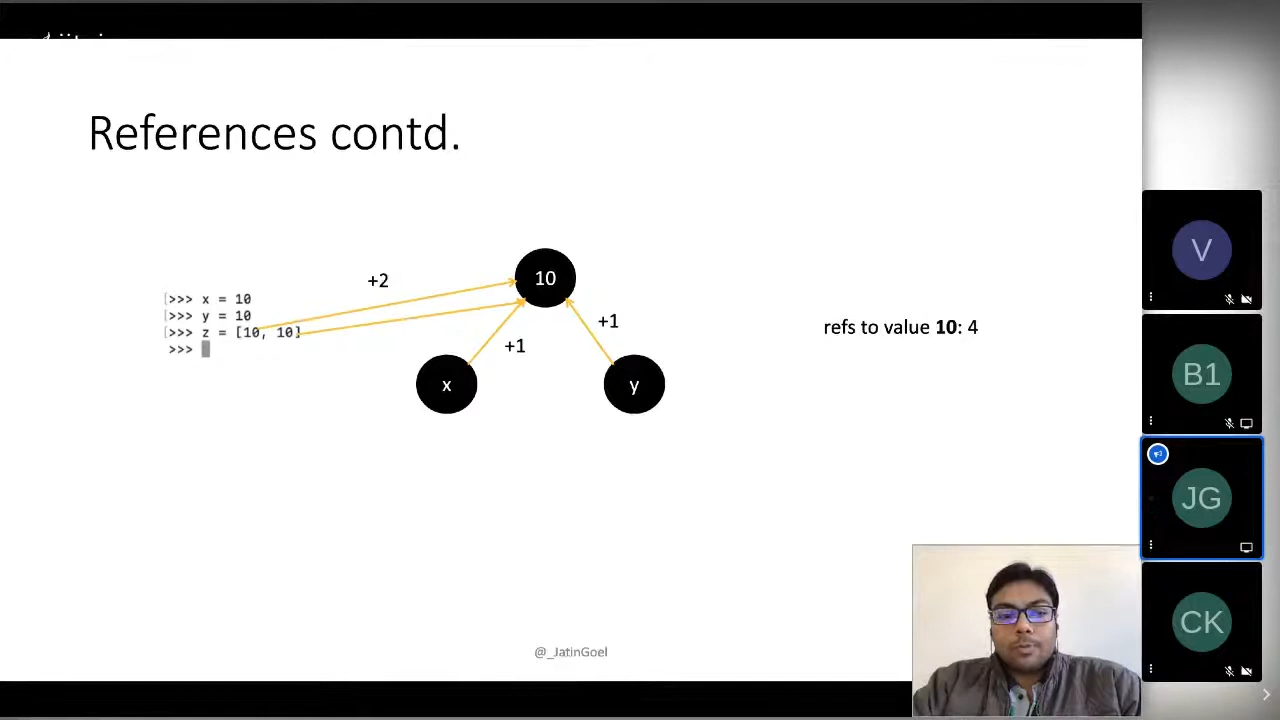 References contd.
+2
10
>>> x = 10
>>> y = 10
>>> z = [10, 10]
>>>
+1
+1
refs to value 10: 4
x
y
@_JatinGoel
V
B1
JG
CK